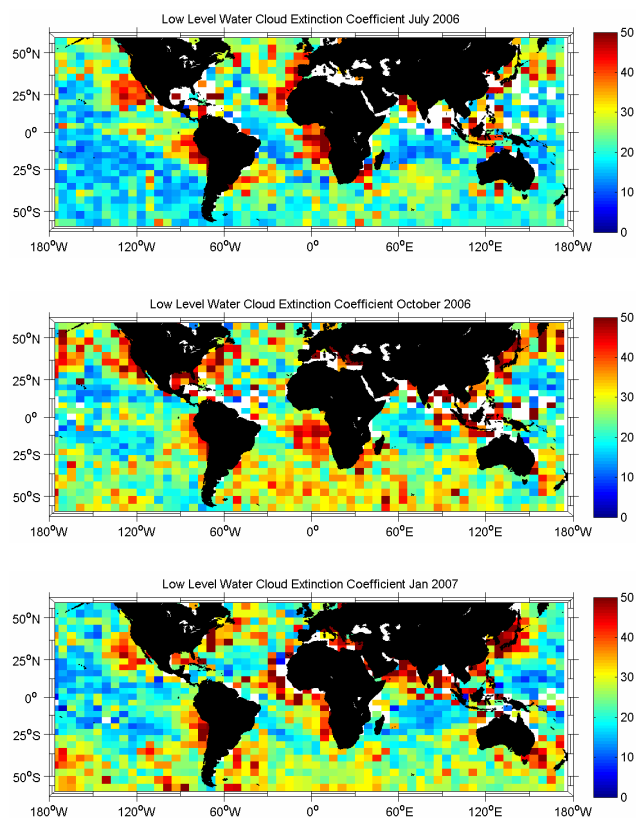 Low Level Water Cloud Extinction Coefficient July 2006
50°N
25°N
0°
25°S
50°S
180°W 120°W 60°W 0° 60°E 120°E 180°W
50
40
30
20
10
0
Low Level Water Cloud Extinction Coefficient October 2006
50°N
25°N
0°
25°S
50°S
180°W 120°W 60°W 0° 60°E 120°E 180°W
50
40
30
20
10
0
Low Level Water Cloud Extinction Coefficient Jan 2007
50°N
25°N
0°
25°S
50°S
180°W 120°W 60°W 0° 60°E 120°E 180°W
50
40
30
20
10
0